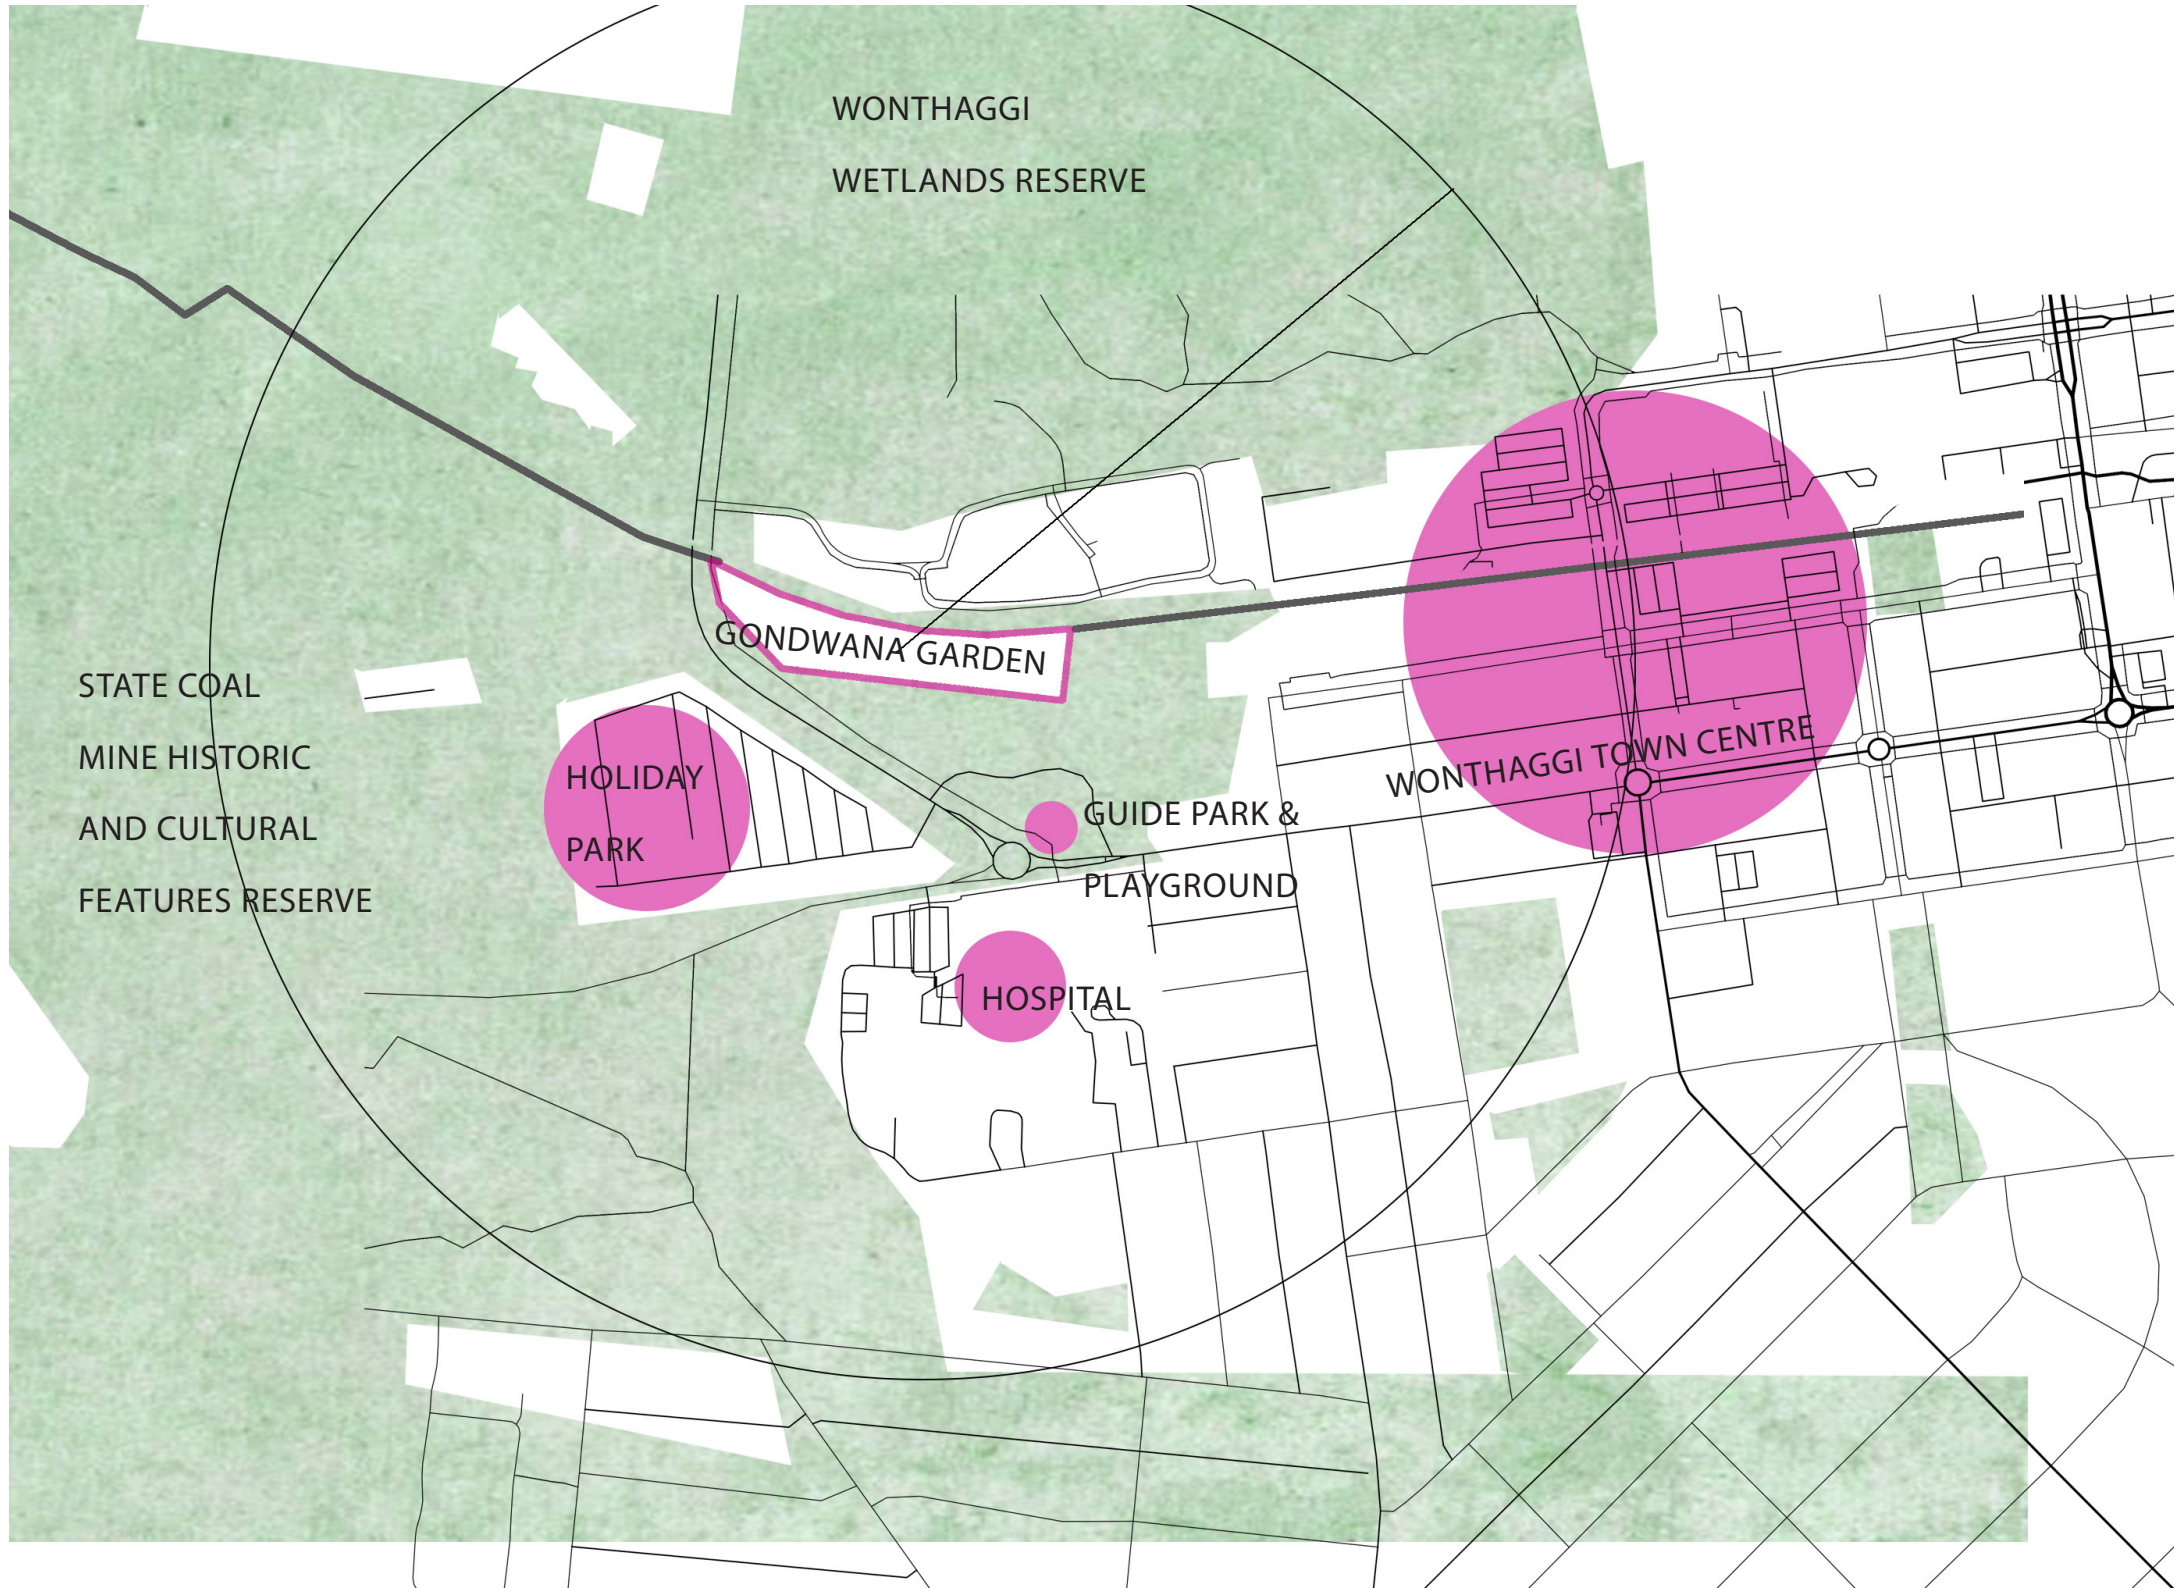 WONTHAGGI
WETLANDS RESERVE
GONDWANA GARDEN
STATE COAL
MINE HISTORIC
AND CULTURAL
FEATURES RESERVE
HOLIDAY
PARK
GUIDE PARK &
PLAYGROUND
WONTHAGGI TOWN CENTRE
HOSPITAL